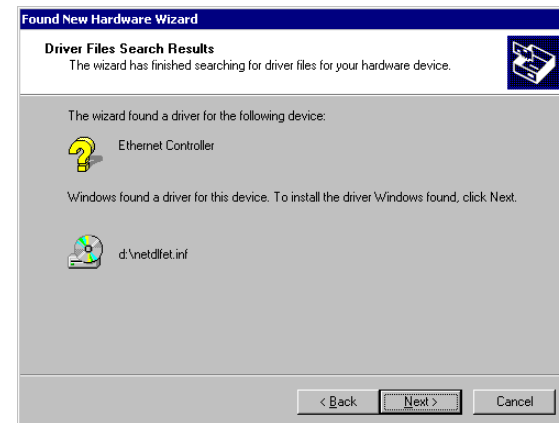 Found New Hardware Wizard
Driver Files Search Results
The wizard has finished searching for driver files for your hardware device.
The wizard found a driver for the following device:
Ethernet Controller
Windows found a driver for this device. To install the driver Windows found, click Next.
d:\netdlfet.inf
< Back Next > Cancel